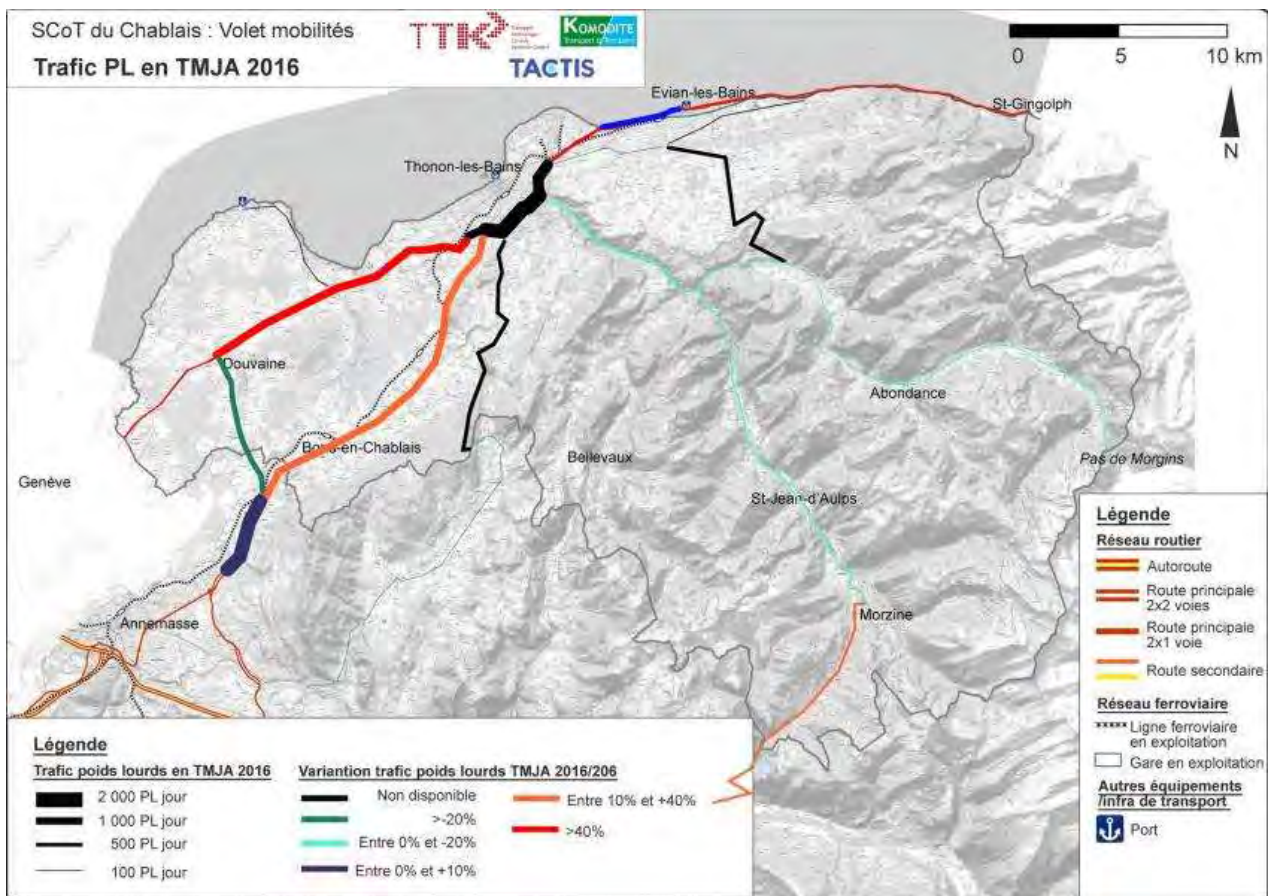 SCoT du Chablais : Volet mobilités
Trafic PL en TMJA 2016
TTK
KOMODITE
TACTIS
0 5 10 km
N
Evian-les-Bains
St-Gingolph
Thonon-les-Bains
Douvaine
Abondance
Bons-en-Chablais
Bellevaux
Pas de Morgins
Genève
St-Jean-d'Aulps
Morzine
Annemasse
Légende
Réseau routier
Autoroute
Route principale
2x2 voies
Route principale
2x1 voie
Route secondaire
Réseau ferroviaire
Ligne ferroviaire
en exploitation
Gare en exploitation
Autres équipements
/infra de transport
Port
Légende
Trafic poids lourds en TMJA 2016
2 000 PL jour
1 000 PL jour
500 PL jour
100 PL jour
Variantion trafic poids lourds TMJA 2016/206
Non disponible
>-20%
Entre 0% et -20%
Entre 0% et +10%
Entre 10% et +40%
>40%